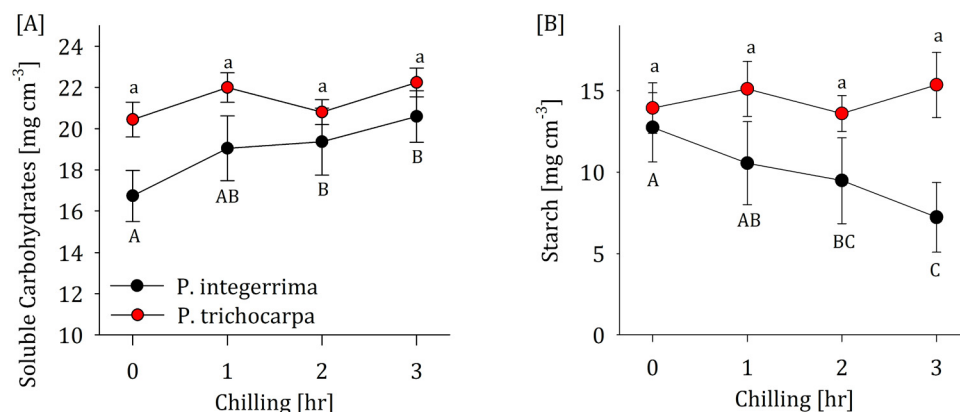 [A]
Soluble Carbohydrates [mg cm⁻³]
24
22
20
18
16
14
12
10
a
a
a
a
A
AB
B
B
P. integerrima
P. trichocarpa
0 1 2 3
Chilling [hr]
[B]
Starch [mg cm⁻³]
15
10
5
0
a
a
a
a
A
AB
BC
C
0 1 2 3
Chilling [hr]